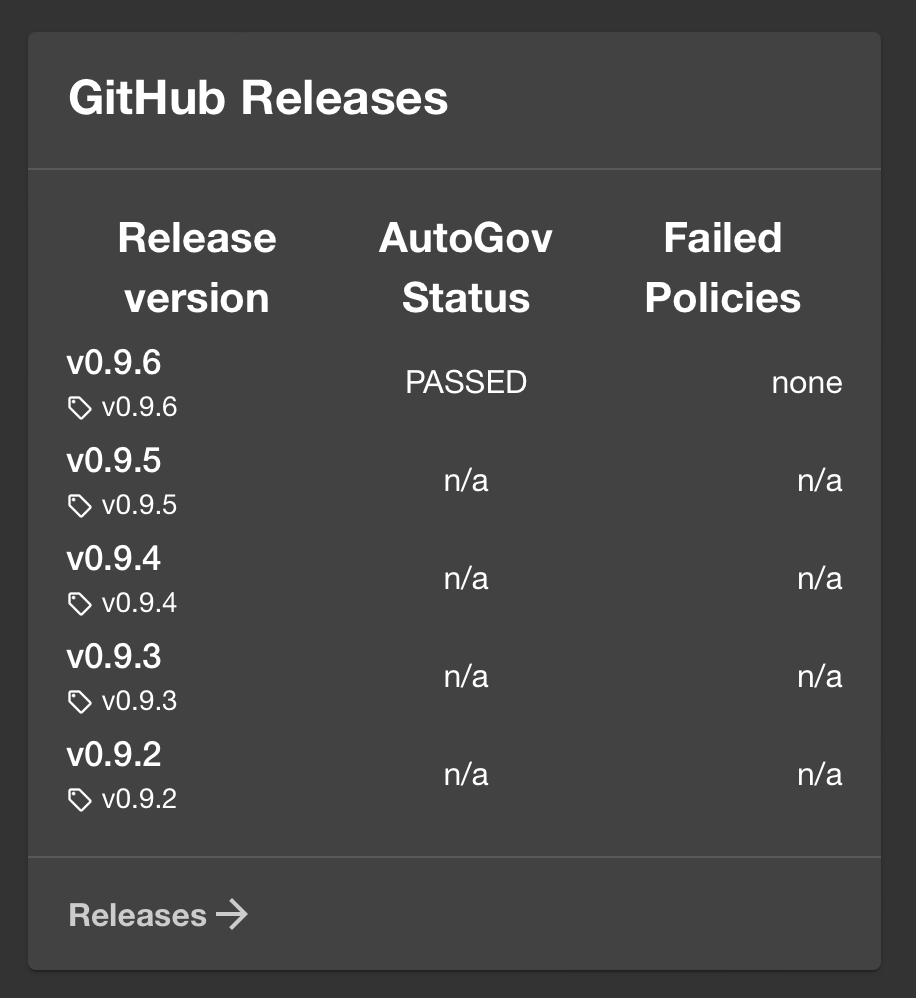 GitHub Releases
Release version AutoGov Status Failed Policies
v0.9.6
v0.9.6
PASSED none
v0.9.5
v0.9.5
n/a n/a
v0.9.4
v0.9.4
n/a n/a
v0.9.3
v0.9.3
n/a n/a
v0.9.2
v0.9.2
n/a n/a
Releases